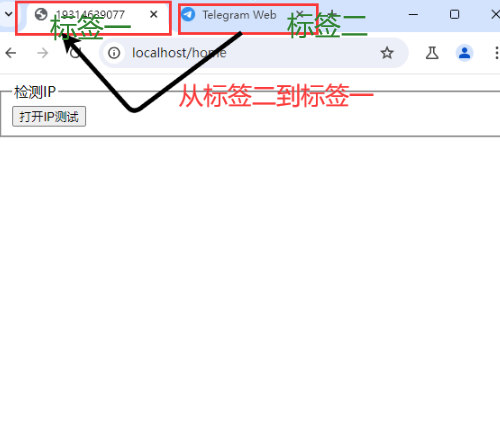 19314639077
Telegram Web
标签一
标签二
localhost/home
从标签二到标签一
检测IP
打开IP测试